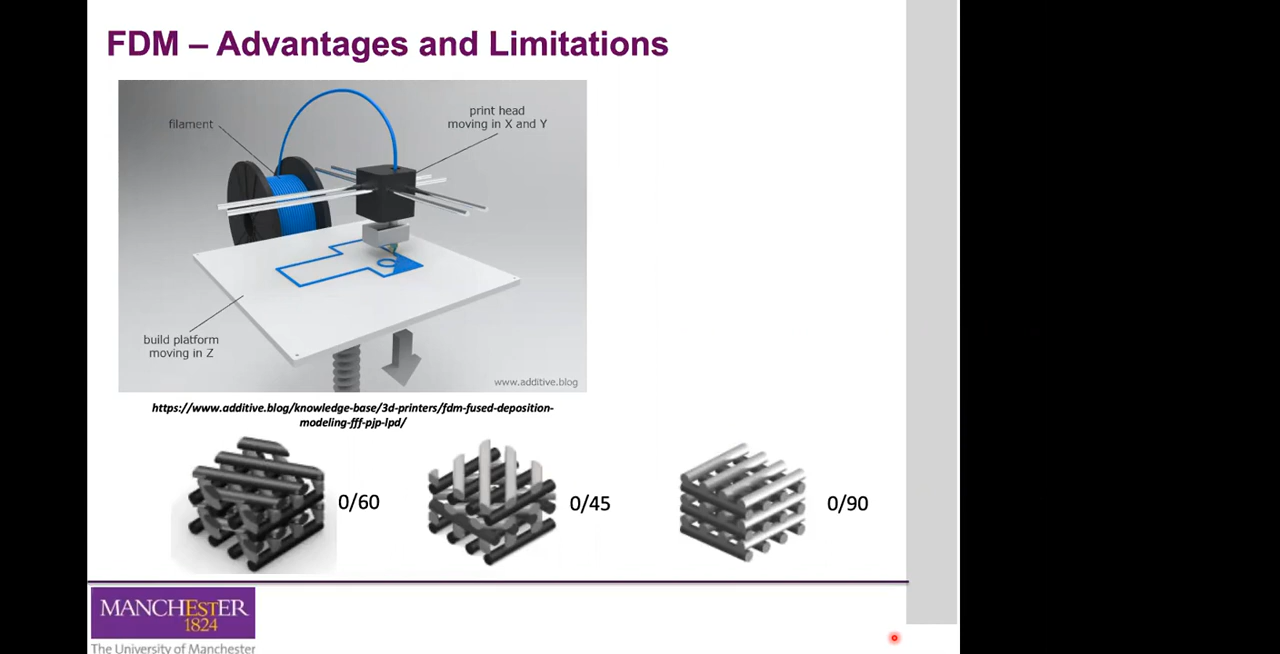 FDM – Advantages and Limitations
filament
print head
moving in X and Y
build platform
moving in Z
www.additive.blog
https://www.additive.blog/knowledge-base/3d-printers/fdm-fused-deposition-
modeling-fff-pjp-lpd/
0/60
0/45
0/90
MANCHESTER
1824
The University of Manchester